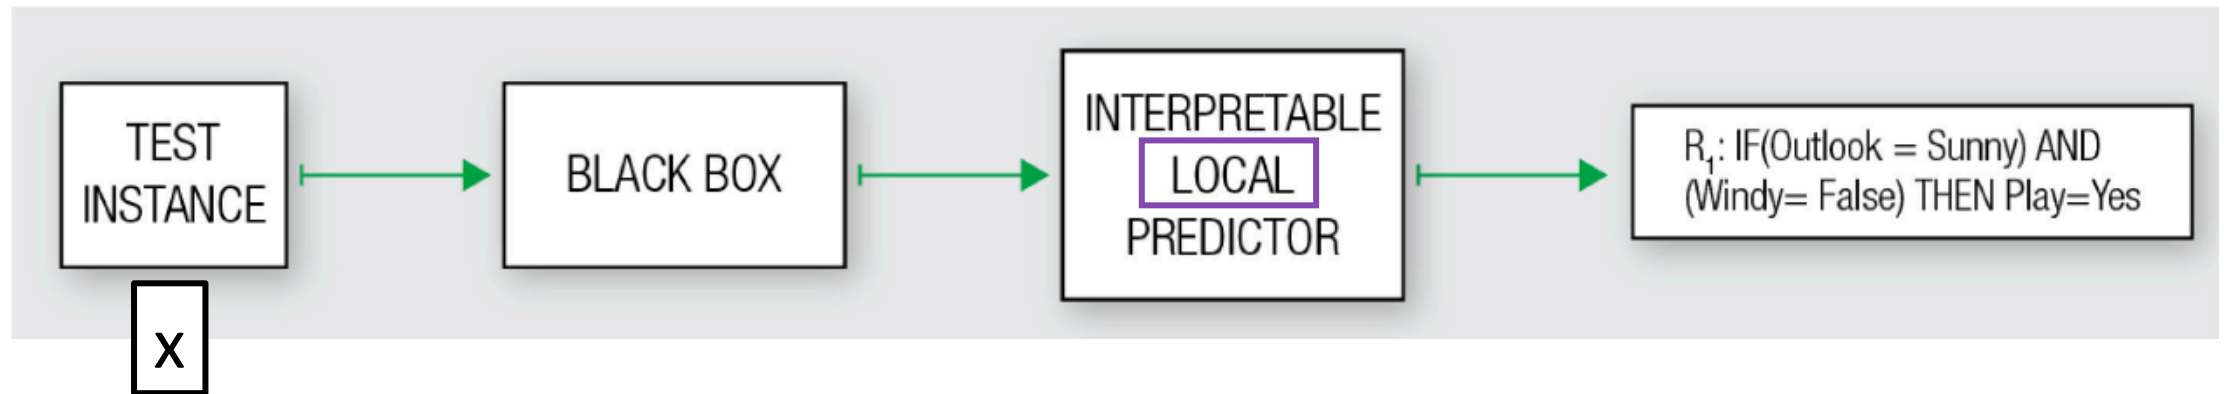 TEST
INSTANCE
X
BLACK BOX
INTERPRETABLE
LOCAL
PREDICTOR
R₁: IF(Outlook = Sunny) AND
(Windy= False) THEN Play=Yes